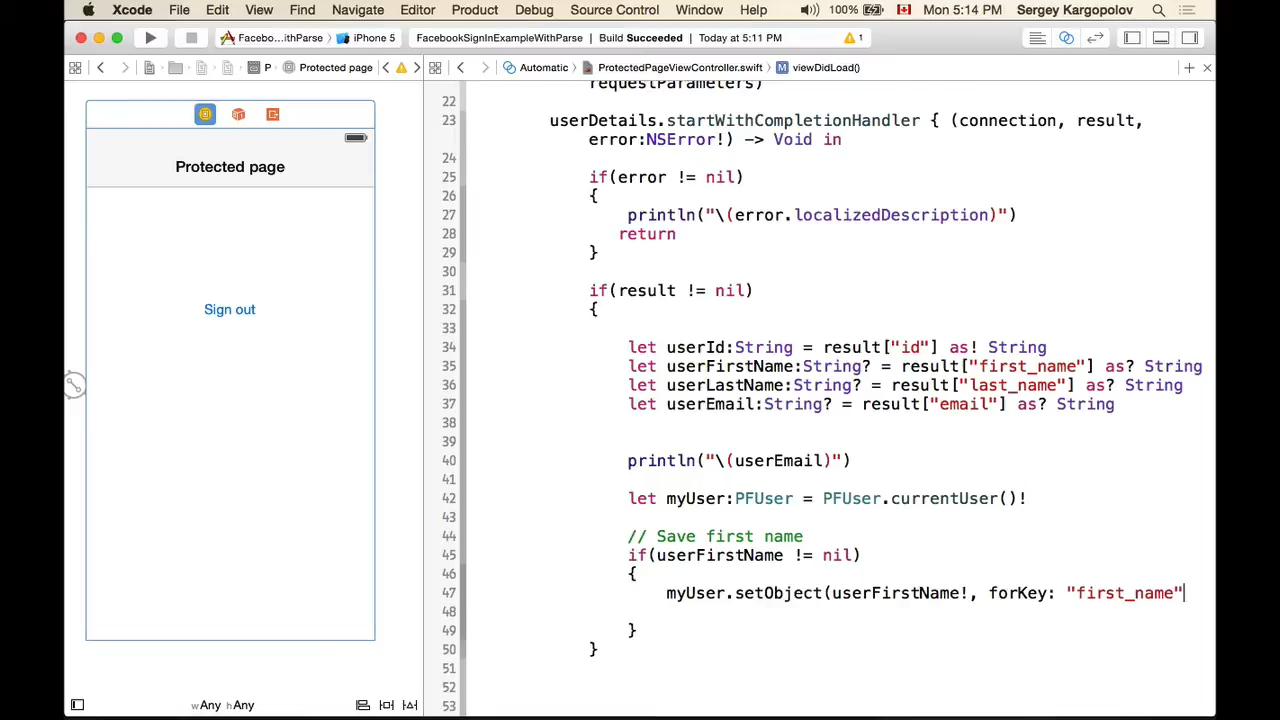 Xcode File Edit View Find Navigate Editor Product Debug Source Control Window Help 100% Mon 5:14 PM Sergey Kargopolov
Facebo...ithParse iPhone 5 FacebookSignInExampleWithParse Build Succeeded Today at 5:11 PM 1
P Protected page Automatic ProtectedPageViewController.swift M viewDidLoad()
Protected page
Sign out
wAny hAny
requestParameters)
22
23 userDetails.startWithCompletionHandler { (connection, result,
error:NSError!) -> Void in
24
25 if(error != nil)
26 {
27 println("\(error.localizedDescription)")
28 return
29 }
30
31 if(result != nil)
32 {
33
34 let userId:String = result["id"] as! String
35 let userFirstName:String? = result["first_name"] as? String
36 let userLastName:String? = result["last_name"] as? String
37 let userEmail:String? = result["email"] as? String
38
39
40 println("\(userEmail)")
41
42 let myUser:PFUser = PFUser.currentUser()!
43
44 // Save first name
45 if(userFirstName != nil)
46 {
47 myUser.setObject(userFirstName!, forKey: "first_name"
48
49 }
50 }
51
52
53